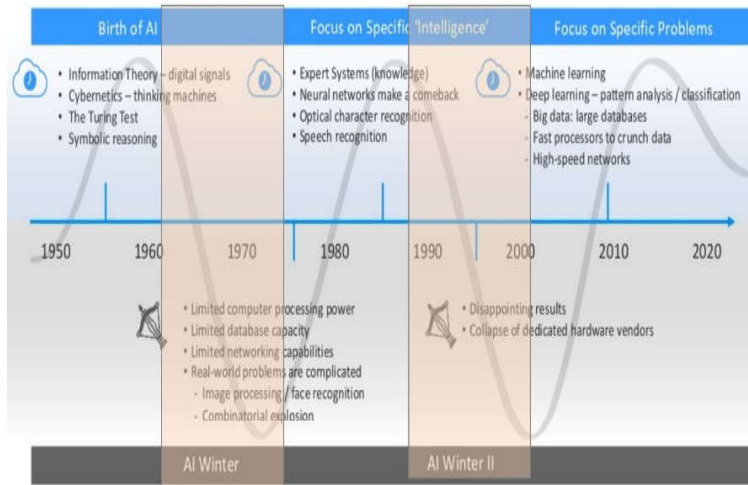 Birth of AI
Focus on Specific 'Intelligence'
Focus on Specific Problems
• Information Theory – digital signals
• Cybernetics – thinking machines
• The Turing Test
• Symbolic reasoning
• Expert Systems (knowledge)
• Neural networks make a comeback
• Optical character recognition
• Speech recognition
• Machine learning
• Deep learning – pattern analysis / classification
- Big data: large databases
- Fast processors to crunch data
- High-speed networks
1950 1960 1970 1980 1990 2000 2010 2020
• Limited computer processing power
• Limited database capacity
• Limited networking capabilities
• Real-world problems are complicated
- Image processing / face recognition
- Combinatorial explosion
• Disappointing results
• Collapse of dedicated hardware vendors
AI Winter
AI Winter II